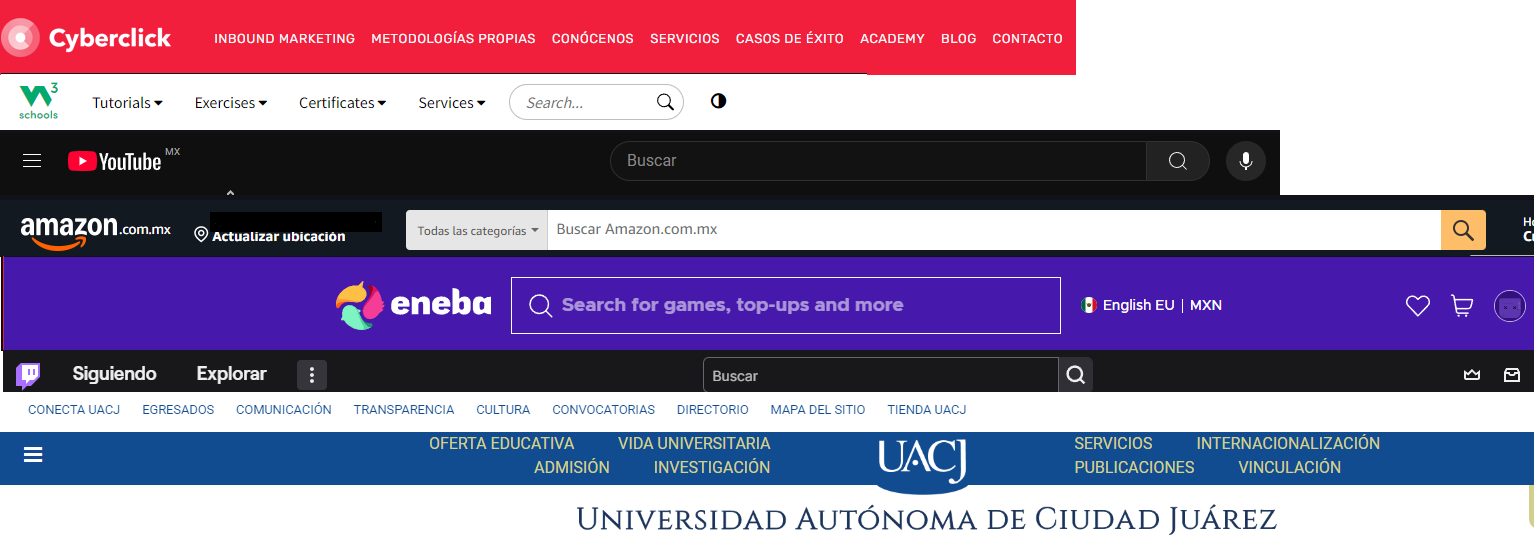 Cyberclick INBOUND MARKETING METODOLOGÍAS PROPIAS CONÓCENOS SERVICIOS CASOS DE ÉXITO ACADEMY BLOG CONTACTO
W3 schools Tutorials Exercises Certificates Services Search...
YouTube MX Buscar
amazon.com.mx Actualizar ubicación Todas las categorías Buscar Amazon.com.mx
eneba Search for games, top-ups and more English EU | MXN
Siguiendo Explorar Buscar
CONECTA UACJ EGRESADOS COMUNICACIÓN TRANSPARENCIA CULTURA CONVOCATORIAS DIRECTORIO MAPA DEL SITIO TIENDA UACJ
OFERTA EDUCATIVA VIDA UNIVERSITARIA UACJ SERVICIOS INTERNACIONALIZACIÓN
ADMISIÓN INVESTIGACIÓN PUBLICACIONES VINCULACIÓN
UNIVERSIDAD AUTÓNOMA DE CIUDAD JUÁREZ